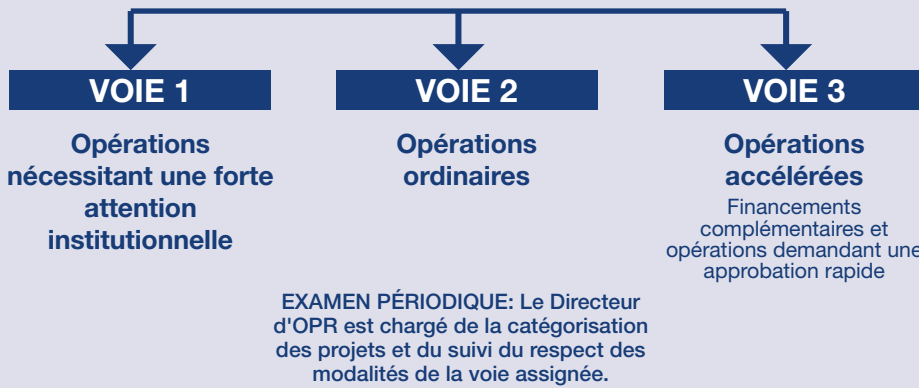 VOIE 1
Opérations
nécessitant une forte
attention
institutionnelle
VOIE 2
Opérations
ordinaires
VOIE 3
Opérations
accélérées
Financements
complémentaires et
opérations demandant une
approbation rapide
EXAMEN PÉRIODIQUE: Le Directeur
d'OPR est chargé de la catégorisation
des projets et du suivi du respect des
modalités de la voie assignée.